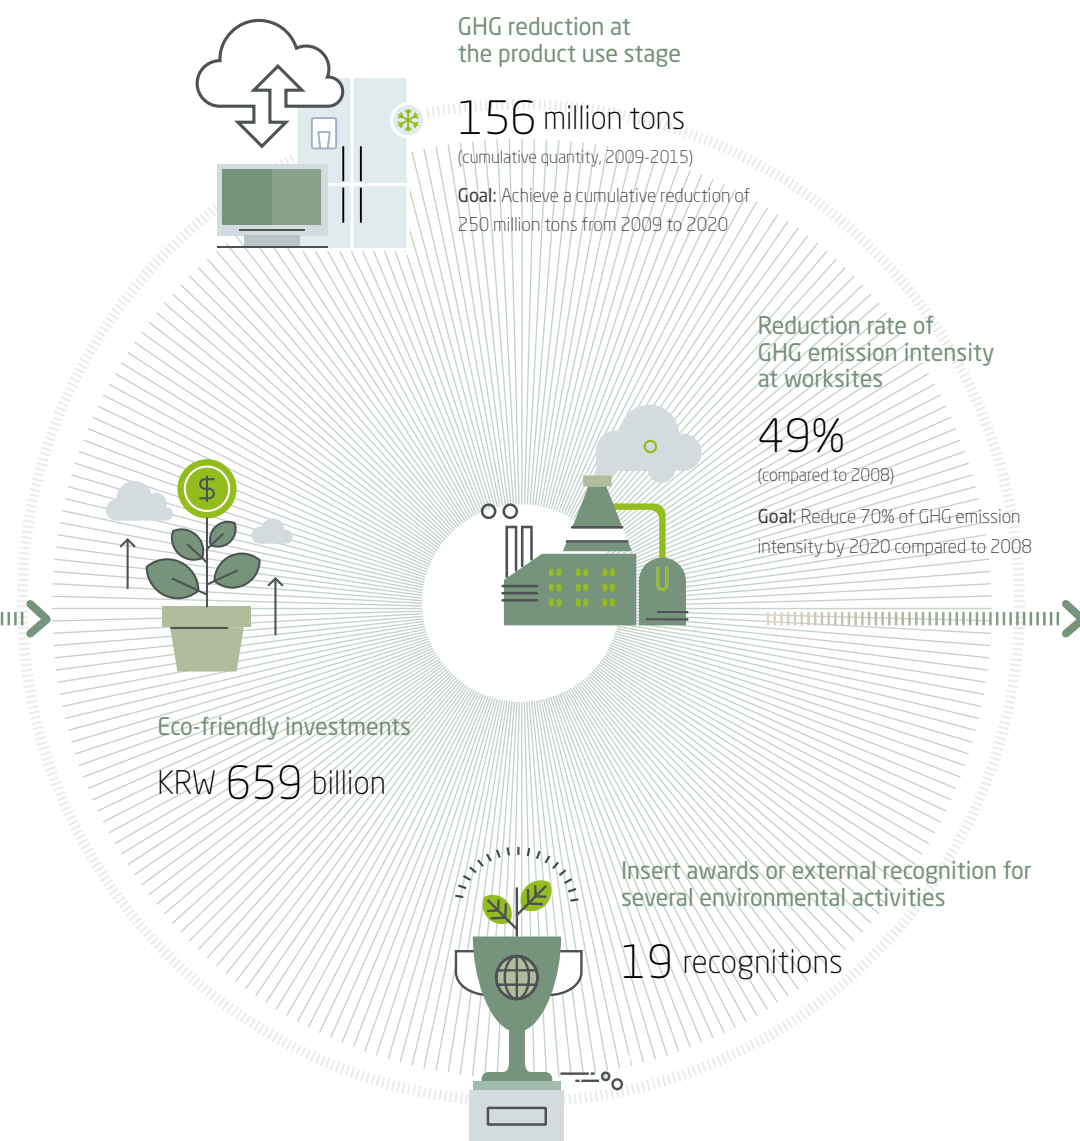 GHG reduction at
the product use stage
156 million tons
(cumulative quantity, 2009-2015)
Goal: Achieve a cumulative reduction of
250 million tons from 2009 to 2020
Reduction rate of
GHG emission intensity
at worksites
49%
(compared to 2008)
Goal: Reduce 70% of GHG emission
intensity by 2020 compared to 2008
$
Eco-friendly investments
KRW 659 billion
Insert awards or external recognition for
several environmental activities
19 recognitions